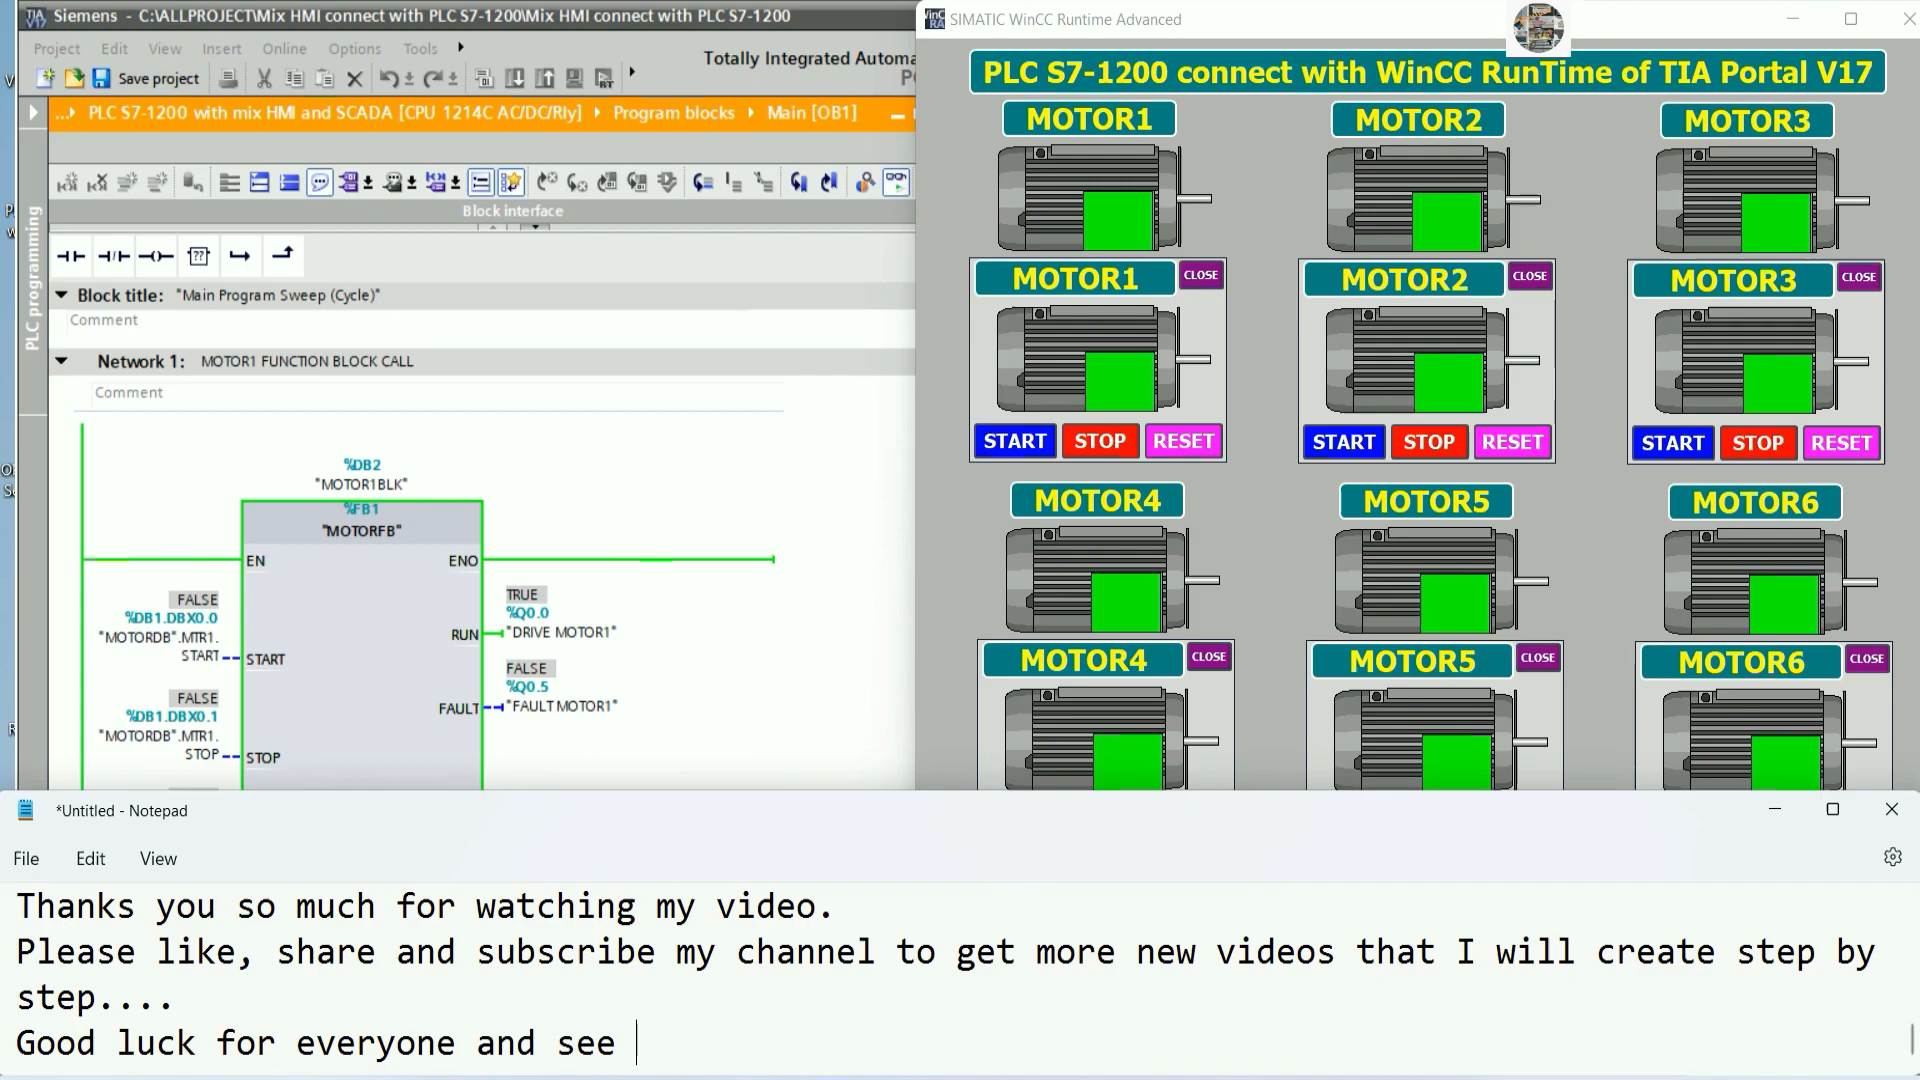 Siemens - C:\ALLPROJECT\Mix HMI connect with PLC S7-1200\Mix HMI connect with PLC S7-1200
Project Edit View Insert Online Options Tools
Totally Integrated Automa
Save project
PLC S7-1200 with mix HMI and SCADA [CPU 1214C AC/DC/Rly] Program blocks Main [OB1]
PLC programming
Block interface
Block title: "Main Program Sweep (Cycle)"
Comment
Network 1: MOTOR1 FUNCTION BLOCK CALL
Comment
%DB2
"MOTOR1BLK"
%FB1
"MOTORFB"
EN ENO
FALSE
%DB1.DBX0.0
"MOTORDB".MTR1.
START
START
TRUE
%Q0.0
RUN "DRIVE MOTOR1"
FALSE
%Q0.5
FAULT "FAULT MOTOR1"
FALSE
%DB1.DBX0.1
"MOTORDB".MTR1.
STOP
STOP
SIMATIC WinCC Runtime Advanced
PLC S7-1200 connect with WinCC RunTime of TIA Portal V17
MOTOR1 MOTOR2 MOTOR3
MOTOR1 CLOSE MOTOR2 CLOSE MOTOR3 CLOSE
START STOP RESET START STOP RESET START STOP RESET
MOTOR4 MOTOR5 MOTOR6
MOTOR4 CLOSE MOTOR5 CLOSE MOTOR6 CLOSE
*Untitled - Notepad
File Edit View
Thanks you so much for watching my video.
Please like, share and subscribe my channel to get more new videos that I will create step by
step....
Good luck for everyone and see